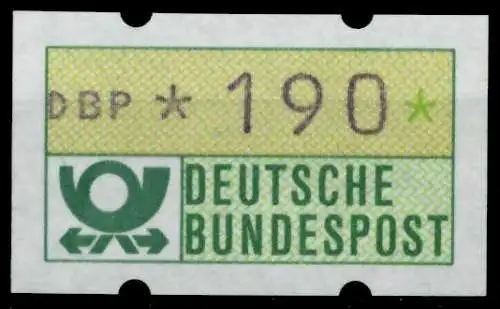 DBP * 190*
DEUTSCHE
BUNDESPOST